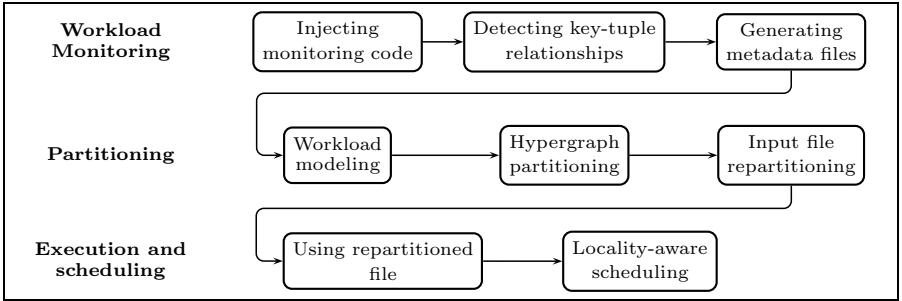 Workload
Monitoring
Injecting
monitoring code
Detecting key-tuple
relationships
Generating
metadata files
Partitioning
Workload
modeling
Hypergraph
partitioning
Input file
repartitioning
Execution and
scheduling
Using repartitioned
file
Locality-aware
scheduling